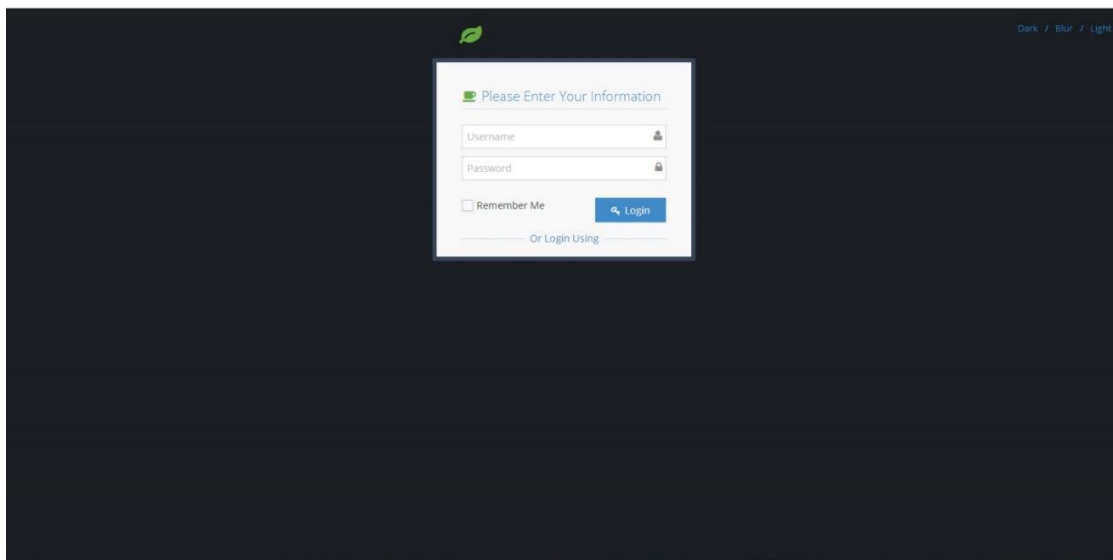 Dark / Blur / Light
Please Enter Your Information
Username
Password
Remember Me
Login
Or Login Using